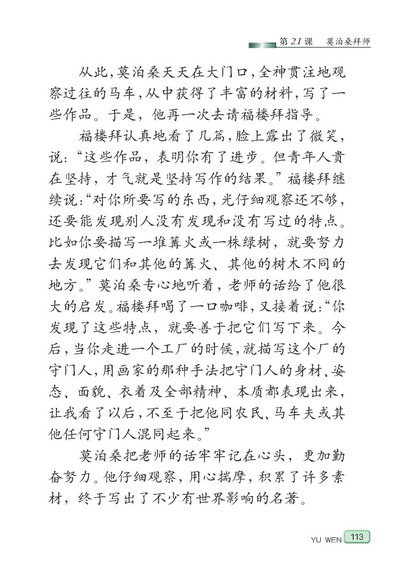 第21课 莫泊桑拜师
从此，莫泊桑天天在大门口，全神贯注地观
察过往的马车，从中获得了丰富的材料，写了一
些作品。于是，他再一次去请福楼拜指导。
福楼拜认真地看了几篇，脸上露出了微笑，
说：“这些作品，表明你有了进步。但青年人贵
在坚持，才气就是坚持写作的结果。”福楼拜继
续说：“对你所要写的东西，光仔细观察还不够，
还要能发现别人没有发现和没有写过的特点。
比如你要描写一堆篝火或一株绿树，就要努力
去发现它们和其他的篝火、其他的树木不同的
地方。”莫泊桑专心地听着，老师的话给了他很
大的启发。福楼拜喝了一口咖啡，又接着说：“你
发现了这些特点，就要善于把它们写下来。今
后，当你走进一个工厂的时候，就描写这个厂的
守门人，用画家的那种手法把守门人的身材、姿
态、面貌、衣着及全部精神、本质都表现出来，
让我看了以后，不至于把他同农民、马车夫或其
他任何守门人混同起来。”
莫泊桑把老师的话牢牢记在心头，更加勤
奋努力。他仔细观察，用心揣摩，积累了许多素
材，终于写出了不少有世界影响的名著。
YU WEN 113